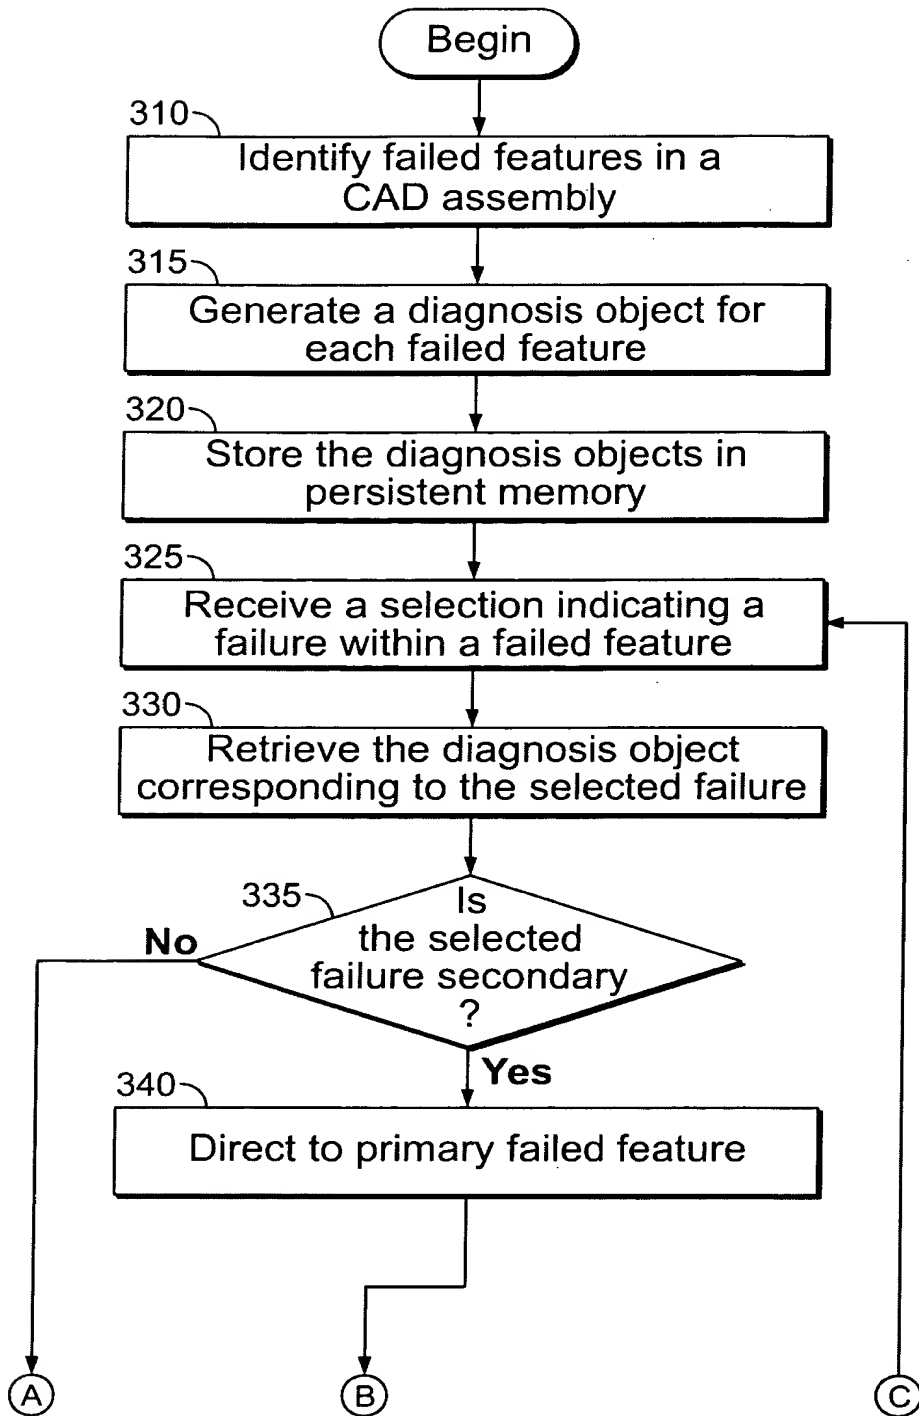 Begin
310
Identify failed features in a
CAD assembly
315
Generate a diagnosis object for
each failed feature
320
Store the diagnosis objects in
persistent memory
325
Receive a selection indicating a
failure within a failed feature
330
Retrieve the diagnosis object
corresponding to the selected failure
335
Is
the selected
failure secondary
?
No
Yes
340
Direct to primary failed feature
A
B
C